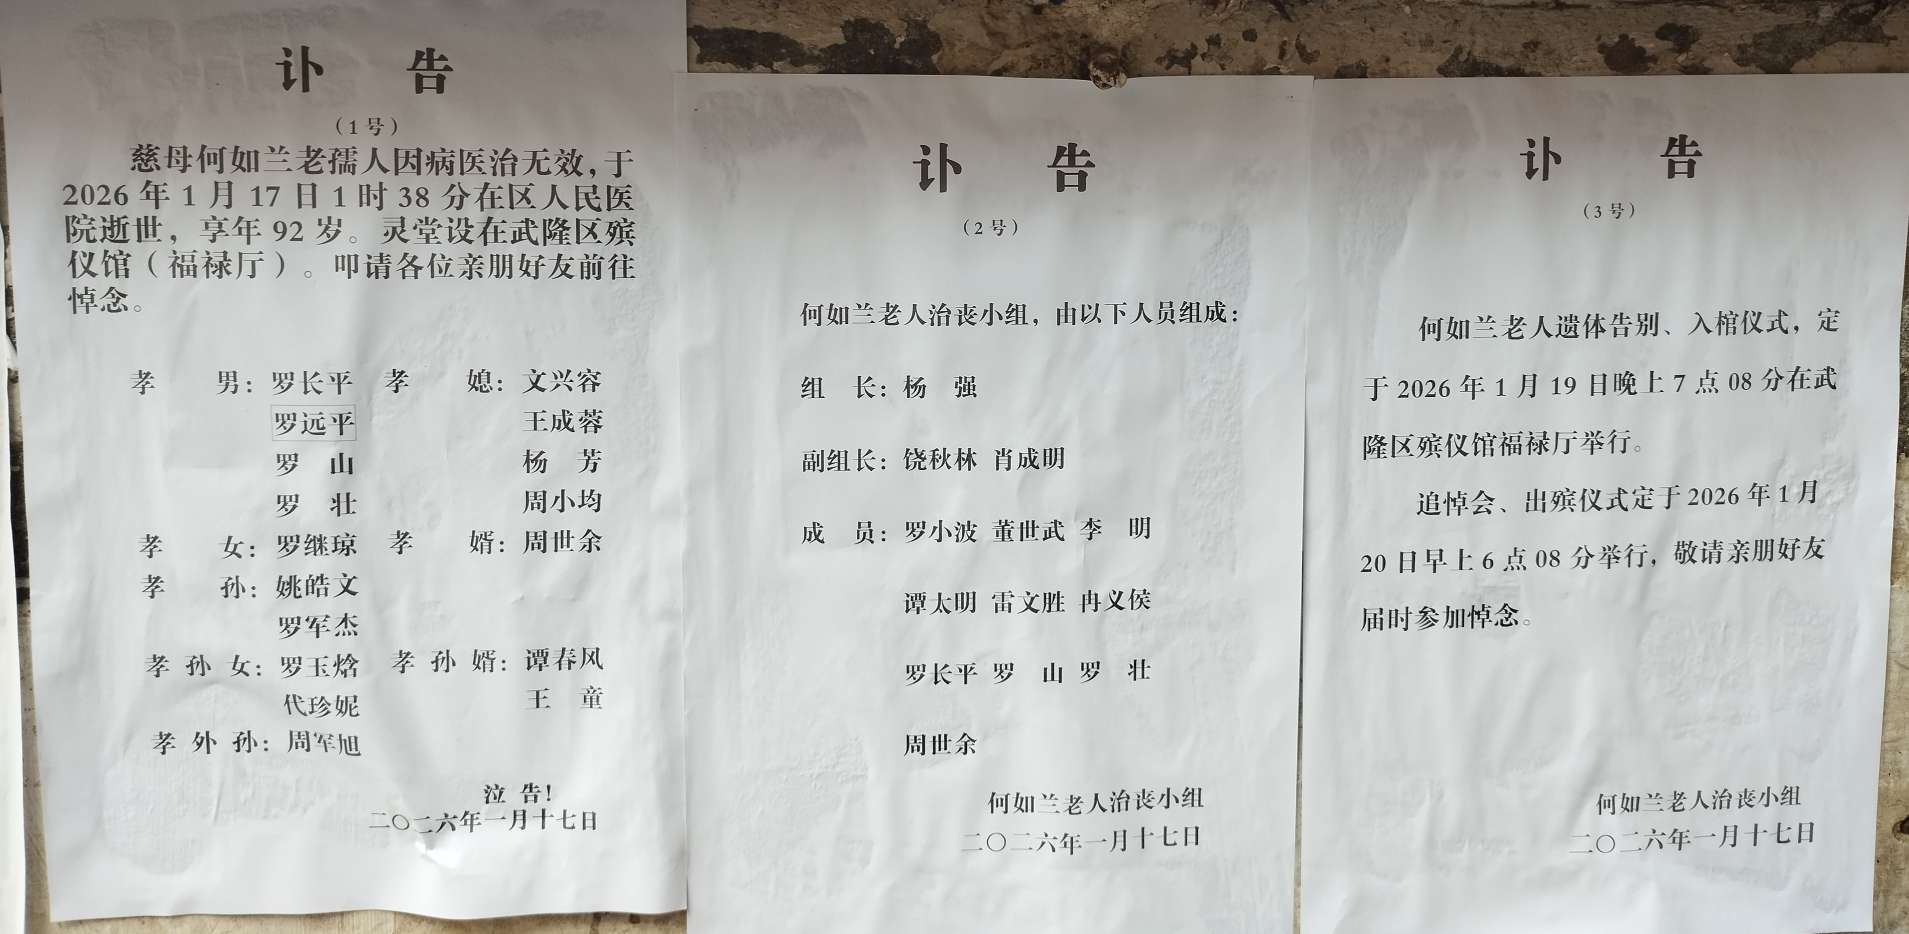 讣 告
（1号）
慈母何如兰老孺人因病医治无效，于
2026年1月17日1时38分在区人民医
院逝世，享年92岁。灵堂设在武隆区殡
仪馆（福禄厅）。叩请各位亲朋好友前往
悼念。
孝 男：罗长平 孝 媳：文兴容
罗远平 王成蓉
罗 山 杨 芳
罗 壮 周小均
孝 女：罗继琼 孝 婿：周世余
孝 孙：姚皓文
罗军杰
孝 孙 女：罗玉焓 孝 孙 婿：谭春风
代珍妮 王 童
孝 外 孙：周军旭
泣 告！
二〇二六年一月十七日
讣 告
（2号）
何如兰老人治丧小组，由以下人员组成：
组 长：杨 强
副组长：饶秋林 肖成明
成 员：罗小波 董世武 李 明
谭太明 雷文胜 冉义侯
罗长平 罗 山 罗 壮
周世余
何如兰老人治丧小组
二〇二六年一月十七日
讣 告
（3号）
何如兰老人遗体告别、入棺仪式，定
于2026年1月19日晚上7点08分在武
隆区殡仪馆福禄厅举行。
追悼会、出殡仪式定于2026年1月
20日早上6点08分举行，敬请亲朋好友
届时参加悼念。
何如兰老人治丧小组
二〇二六年一月十七日